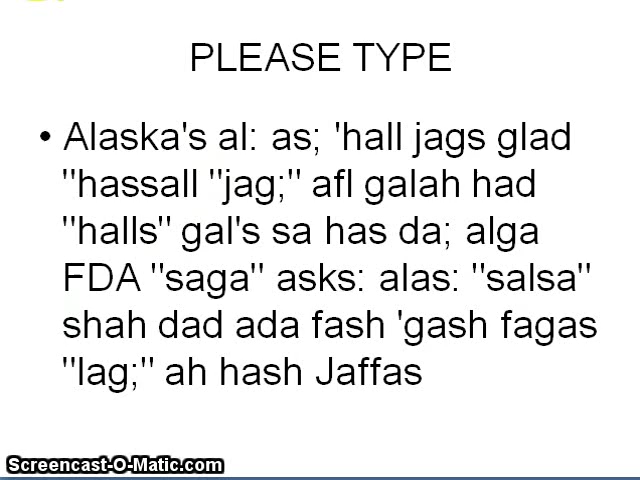 PLEASE TYPE
• Alaska's al: as; 'hall jags glad
"hassall "jag;" afl galah had
"halls" gal's sa has da; alga
FDA "saga" asks: alas: "salsa"
shah dad ada fash 'gash fagas
"lag;" ah hash Jaffas
Screencast-O-Matic.com